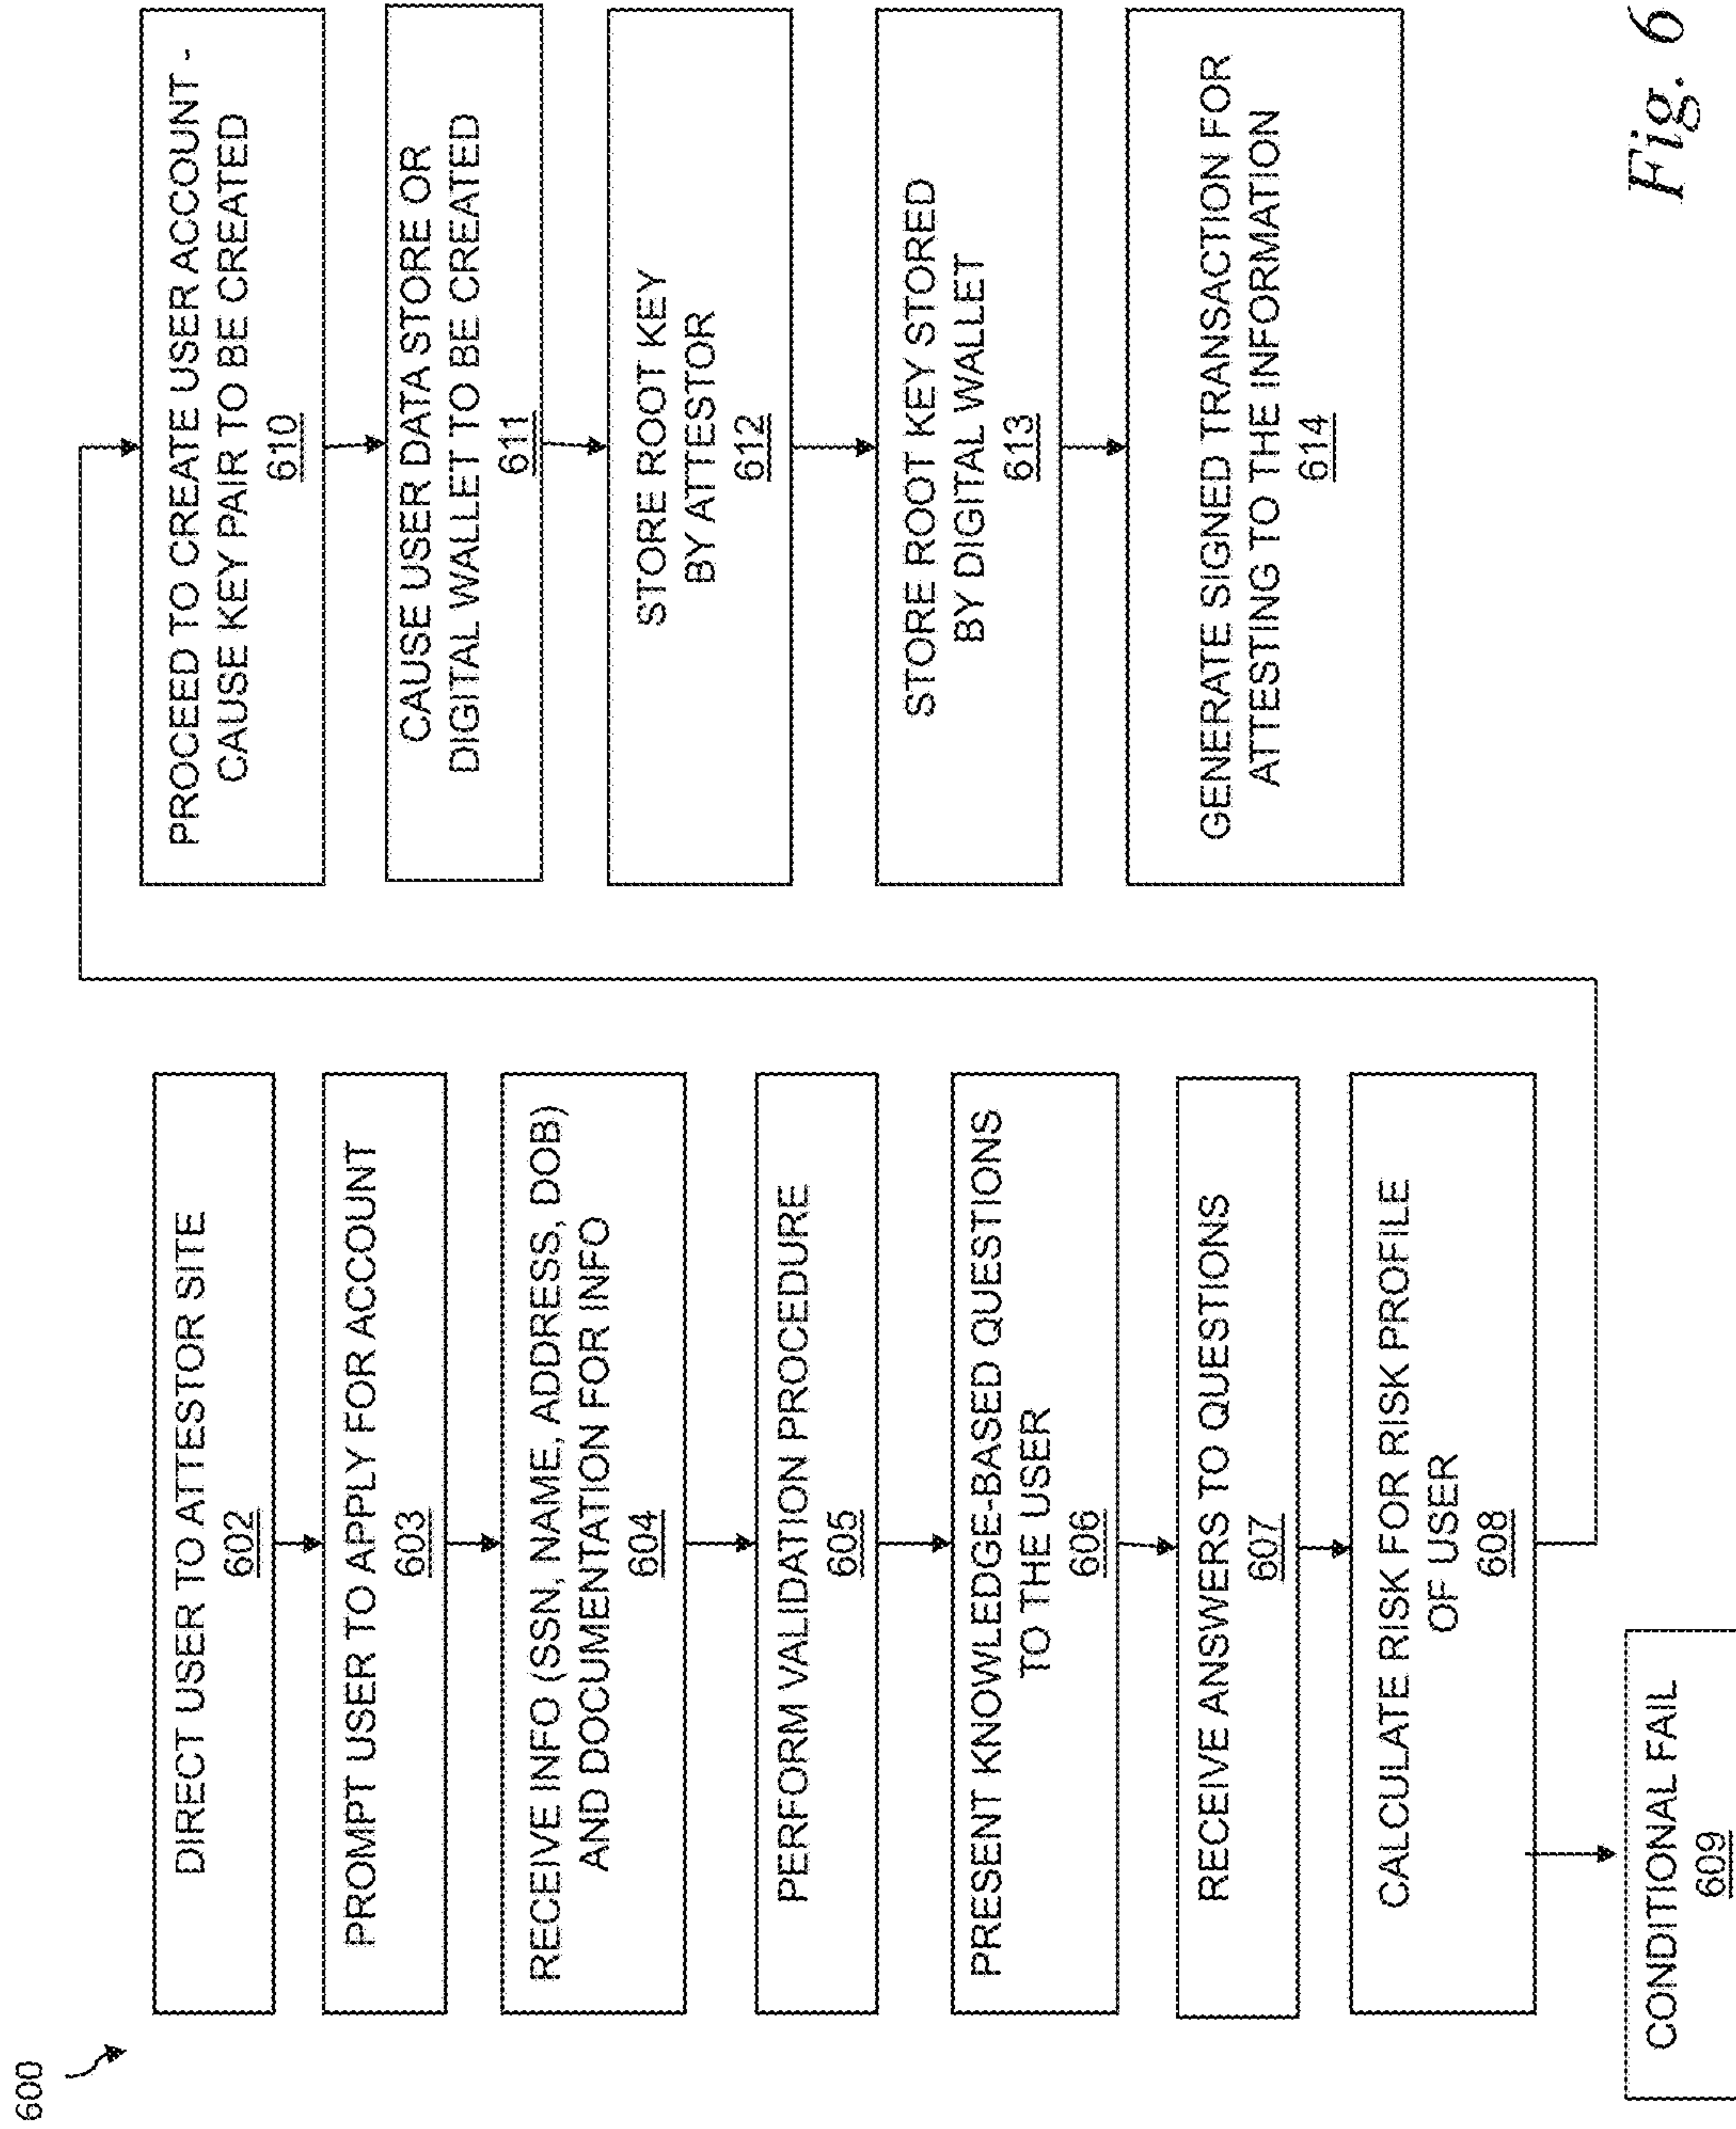 600
DIRECT USER TO ATTESTOR SITE
602
PROMPT USER TO APPLY FOR ACCOUNT
603
RECEIVE INFO (SSN, NAME, ADDRESS, DOB)
AND DOCUMENTATION FOR INFO
604
PERFORM VALIDATION PROCEDURE
605
PRESENT KNOWLEDGE-BASED QUESTIONS
TO THE USER
606
RECEIVE ANSWERS TO QUESTIONS
607
CALCULATE RISK FOR RISK PROFILE
OF USER
608
CONDITIONAL FAIL
609
PROCEED TO CREATE USER ACCOUNT -
CAUSE KEY PAIR TO BE CREATED
610
CAUSE USER DATA STORE OR
DIGITAL WALLET TO BE CREATED
611
STORE ROOT KEY
BY ATTESTOR
612
STORE ROOT KEY STORED
BY DIGITAL WALLET
613
GENERATE SIGNED TRANSACTION FOR
ATTESTING TO THE INFORMATION
614
Fig. 6